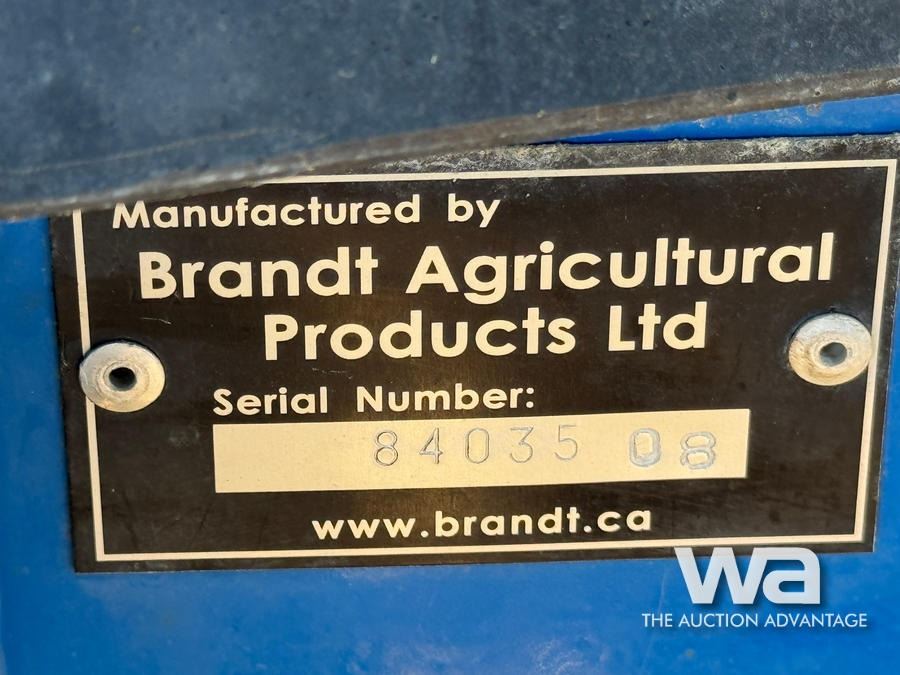 Manufactured by
Brandt Agricultural
Products Ltd
Serial Number:
84035 08
www.brandt.ca
wa
THE AUCTION ADVANTAGE